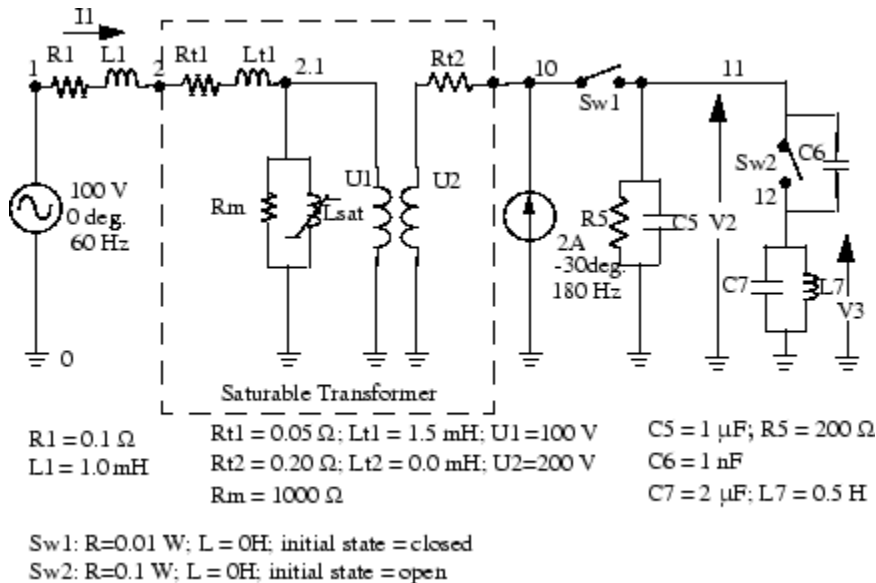 I1
R1 L1 Rt1 Lt1 Rt2
1 2 2.1 10 11
Sw1
Sw2 C6
12
100 V
0 deg.
60 Hz
Rm Lsat U1 U2
2A
-30deg.
180 Hz
R5 C5 V2
C7 L7
V3
0
Saturable Transformer
R1 = 0.1 Ω
L1 = 1.0 mH
Rt1 = 0.05 Ω; Lt1 = 1.5 mH; U1=100 V
Rt2 = 0.20 Ω; Lt2 = 0.0 mH; U2=200 V
Rm = 1000 Ω
C5 = 1 μF; R5 = 200 Ω
C6 = 1 nF
C7 = 2 μF; L7 = 0.5 H
Sw1: R=0.01 W; L = 0H; initial state = closed
Sw2: R=0.1 W; L = 0H; initial state = open